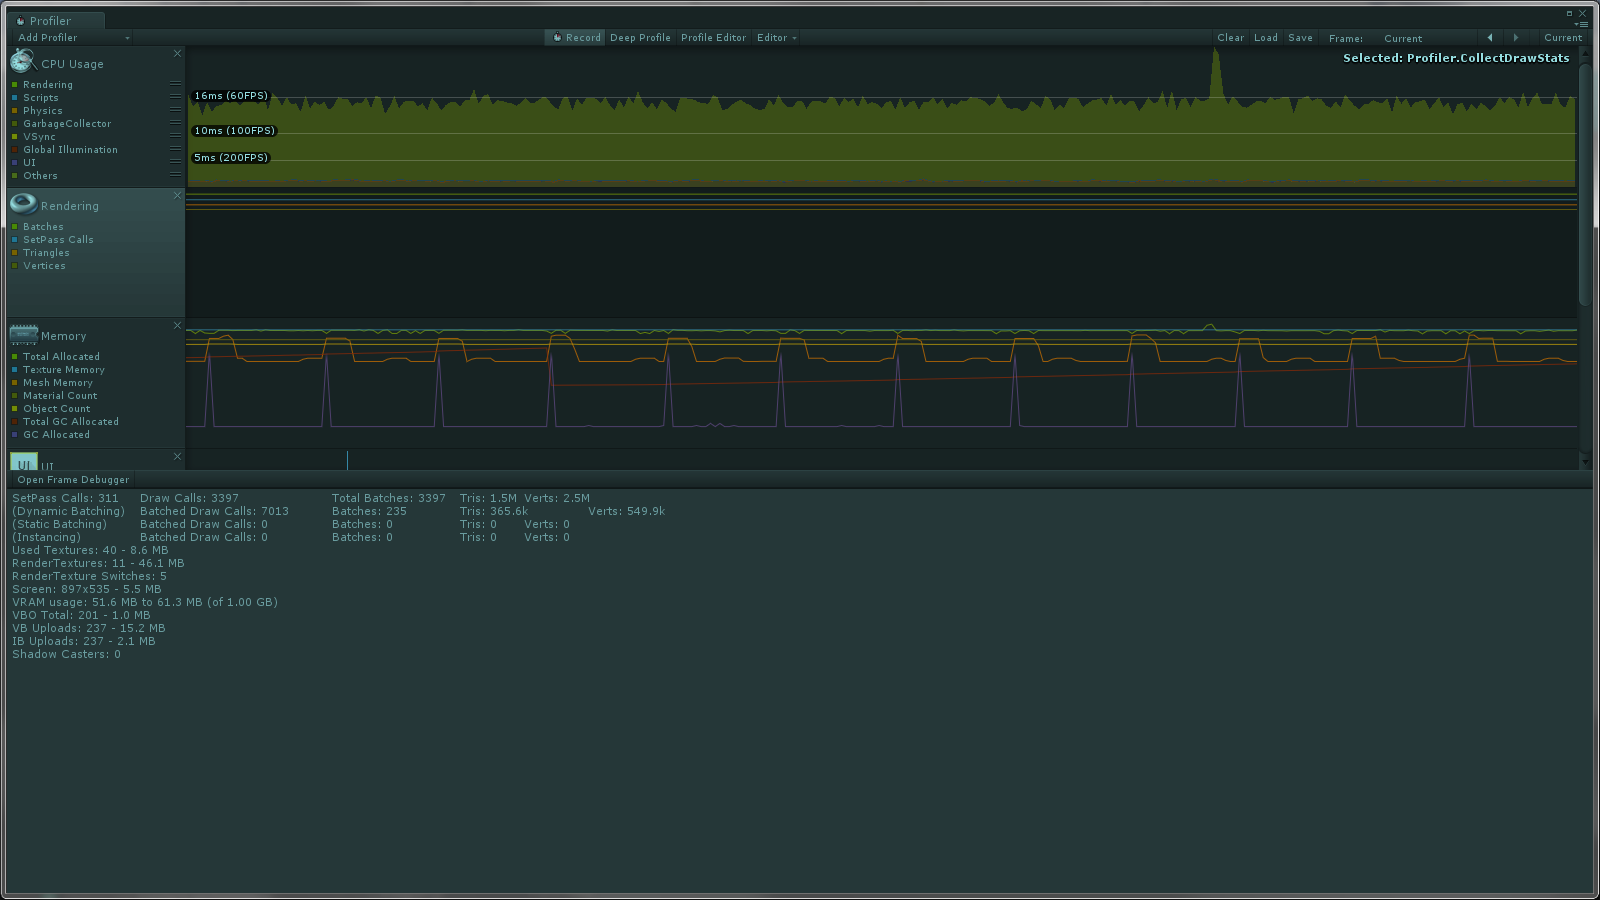 Profiler
Add Profiler Record Deep Profile Profile Editor Editor Clear Load Save Frame: Current Current
Selected: Profiler.CollectDrawStats
CPU Usage
Rendering
Scripts
Physics
GarbageCollector
VSync
Global Illumination
UI
Others
16ms (60FPS)
10ms (100FPS)
5ms (200FPS)
Rendering
Batches
SetPass Calls
Triangles
Vertices
Memory
Total Allocated
Texture Memory
Mesh Memory
Material Count
Object Count
Total GC Allocated
GC Allocated
UI UI
Open Frame Debugger
SetPass Calls: 311 Draw Calls: 3397 Total Batches: 3397 Tris: 1.5M Verts: 2.5M
(Dynamic Batching) Batched Draw Calls: 7013 Batches: 235 Tris: 365.6k Verts: 549.9k
(Static Batching) Batched Draw Calls: 0 Batches: 0 Tris: 0 Verts: 0
(Instancing) Batched Draw Calls: 0 Batches: 0 Tris: 0 Verts: 0
Used Textures: 40 - 8.6 MB
RenderTextures: 11 - 46.1 MB
RenderTexture Switches: 5
Screen: 897x535 - 5.5 MB
VRAM usage: 51.6 MB to 61.3 MB (of 1.00 GB)
VBO Total: 201 - 1.0 MB
VB Uploads: 237 - 15.2 MB
IB Uploads: 237 - 2.1 MB
Shadow Casters: 0